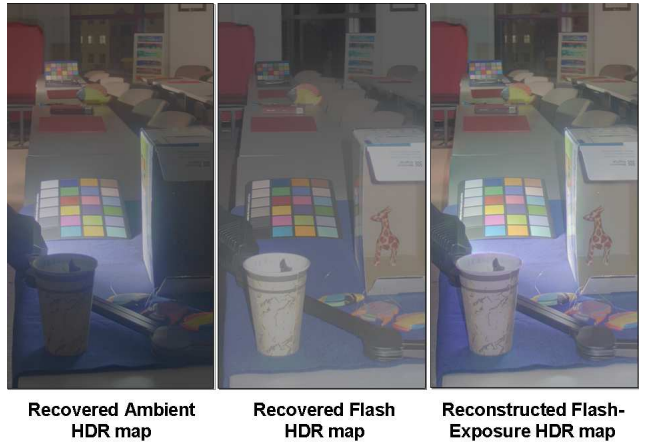 Recovered Ambient
HDR map
Recovered Flash
HDR map
Reconstructed Flash-
Exposure HDR map